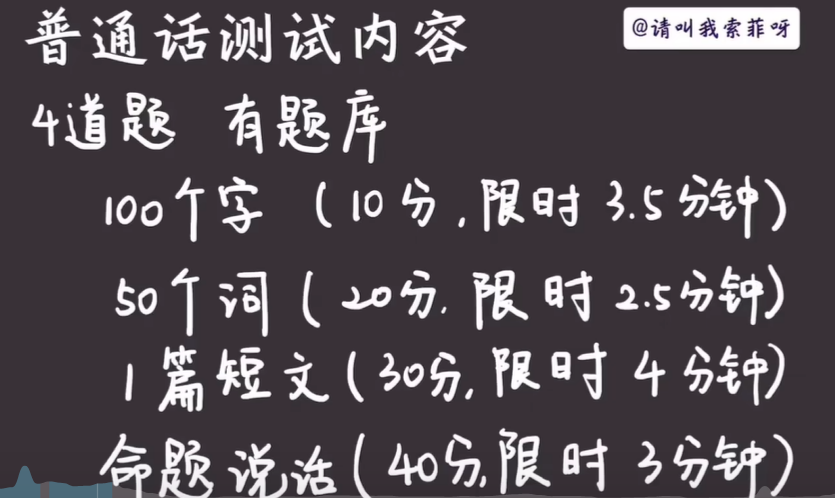 普通话测试内容
@请叫我索菲呀
4道题 有题库
100个字(10分,限时3.5分钟)
50个词(20分,限时2.5分钟)
1篇短文(30分,限时4分钟)
命题说话(40分,限时3分钟)